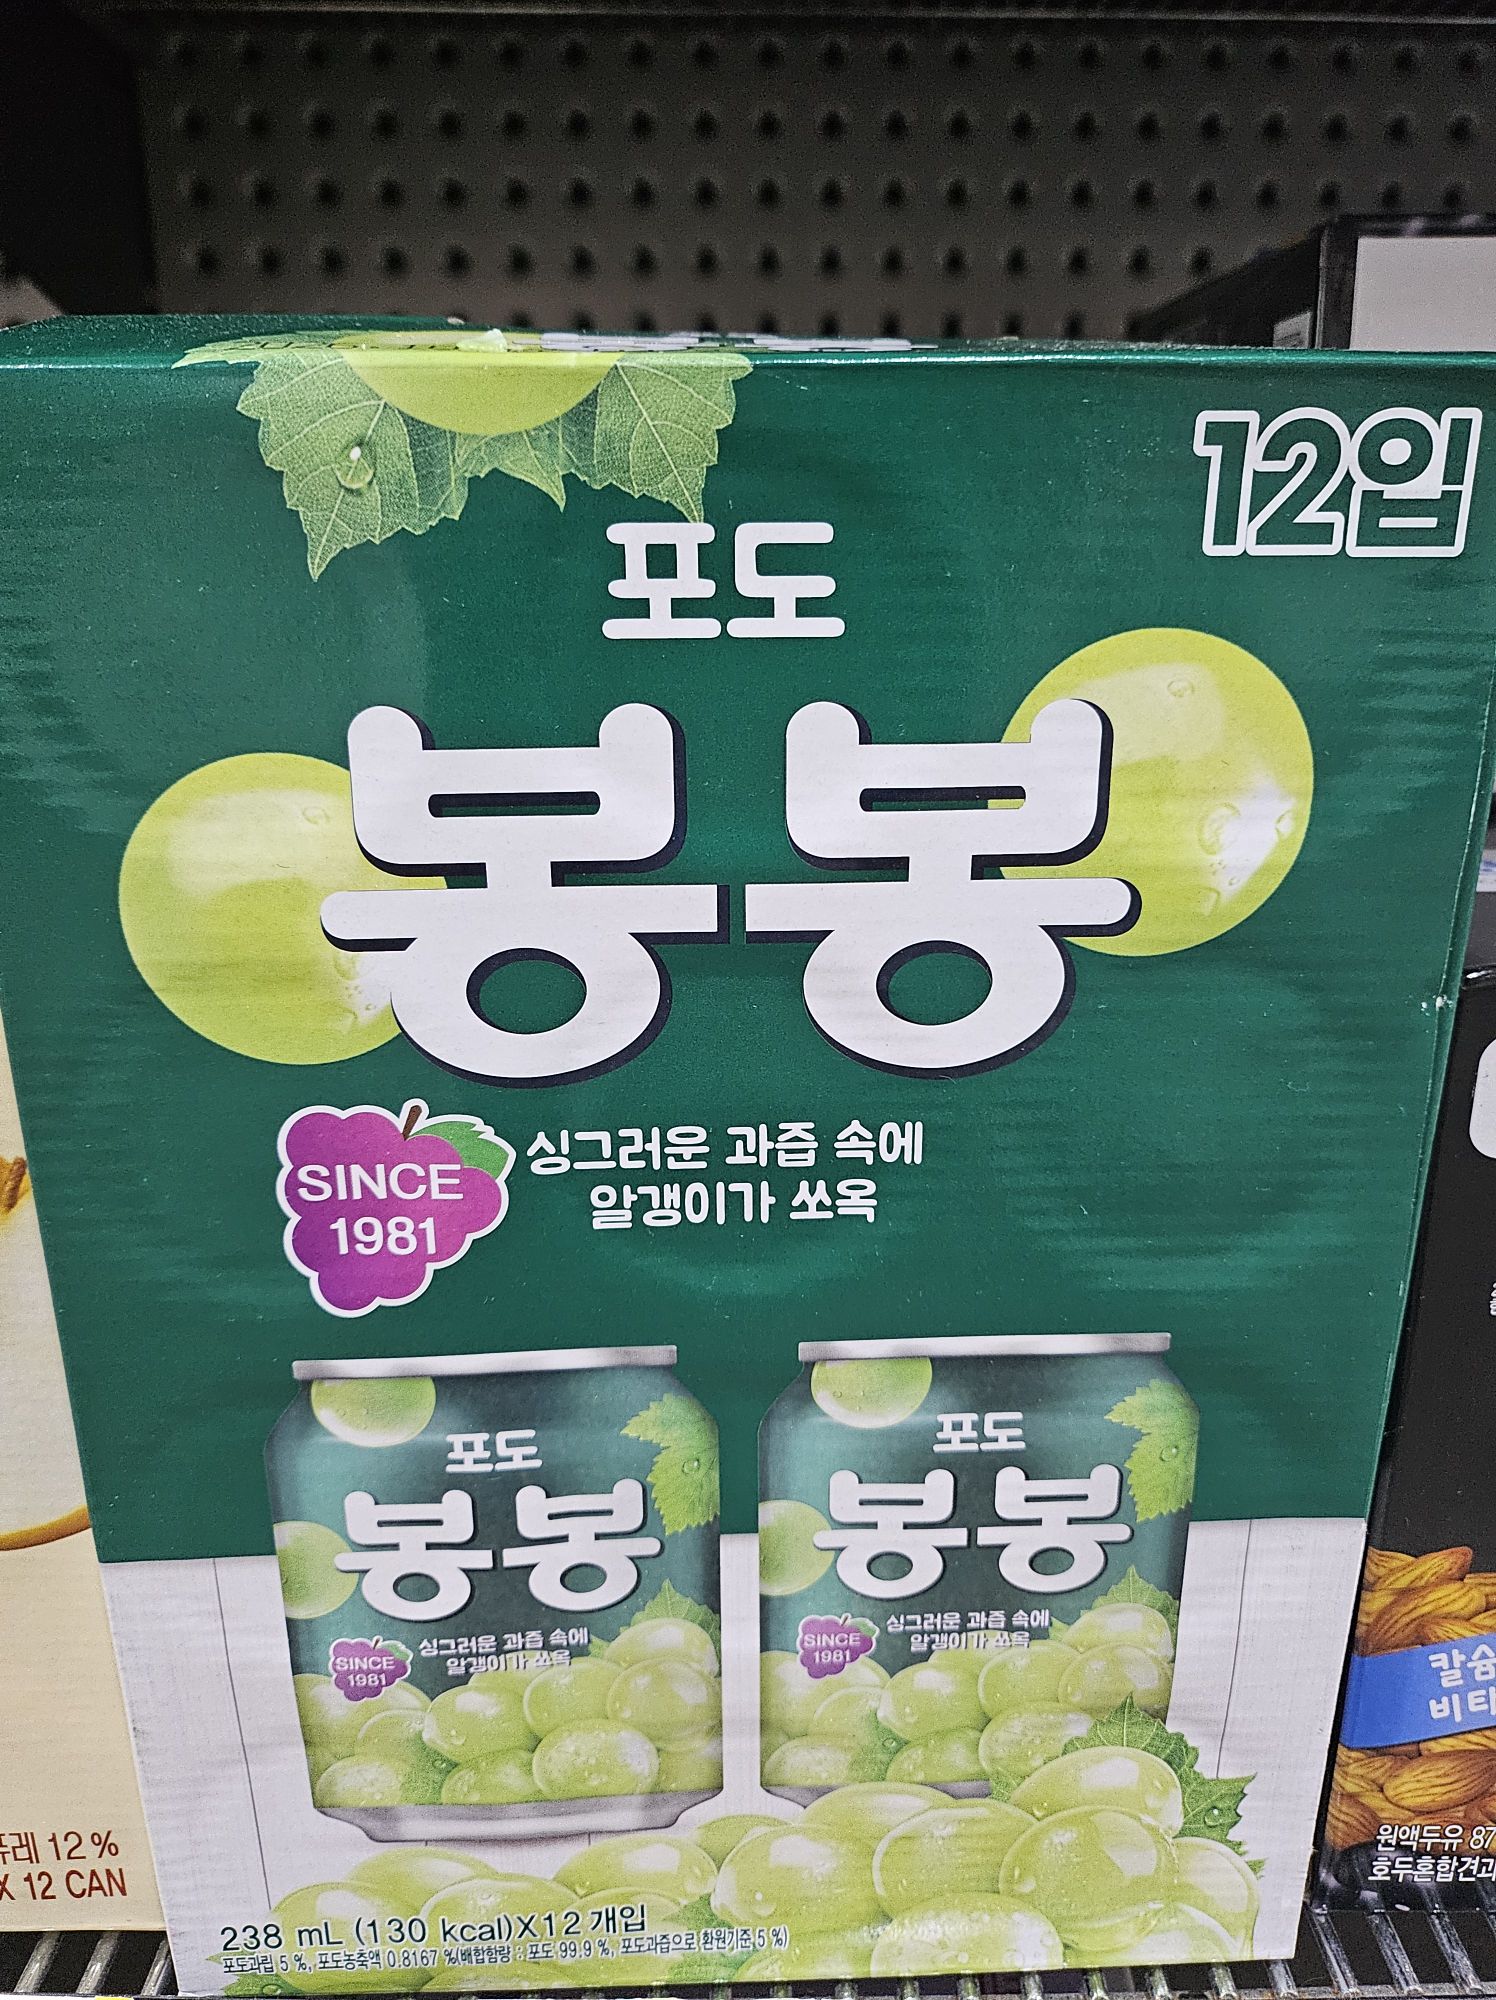 12입
포도
봉봉
SINCE
1981
싱그러운 과즙 속에
알갱이가 쏘옥
포도
봉봉
SINCE
1981
싱그러운 과즙 속에
알갱이가 쏘옥
포도
봉봉
SINCE
1981
싱그러운 과즙 속에
알갱이가 쏘옥
238 mL (130 kcal)X12개입
포도과립 5 %, 포도농축액 0.8167 %(배합함량 : 포도 99.9 %, 포도과즙으로 환원기준 5 %)
퓨레 12 %
X 12 CAN
칼슘
비타
원액두유 87
호두혼합견과